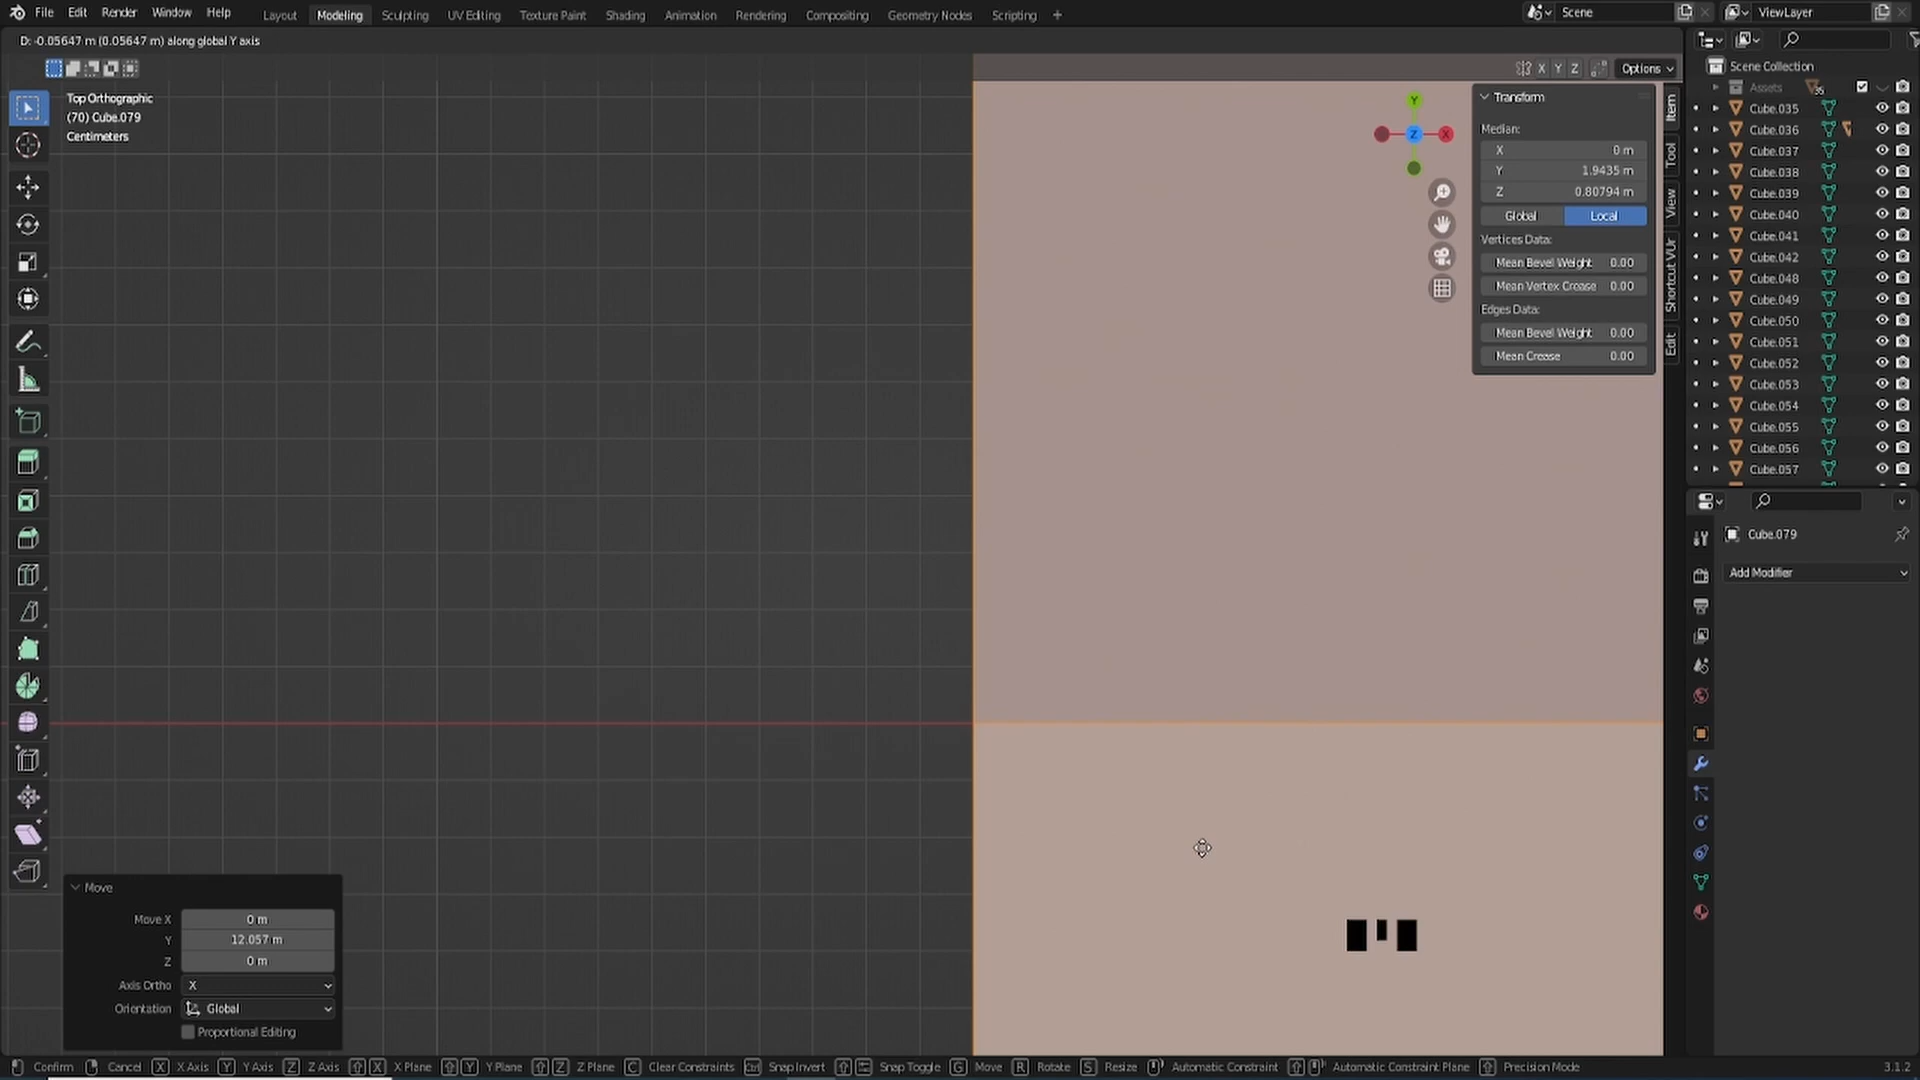 File Edit Render Window Help Layout Modeling Sculpting UV Editing Texture Paint Shading Animation Rendering Compositing Geometry Nodes Scripting + Scene ViewLayer
D: -0.05647 m (0.05647 m) along global Y axis
X Y Z Options
Top Orthographic
(70) Cube.079
Centimeters
Y
Z
X
Transform
Median:
X 0 m
Y 1.9435 m
Z 0.80794 m
Global Local
Vertices Data:
Mean Bevel Weight 0.00
Mean Vertex Crease 0.00
Edges Data:
Mean Bevel Weight 0.00
Mean Crease 0.00
Item
Tool
View
Shortcut VUr
Edit
Scene Collection
Assets 35
Cube.035
Cube.036
Cube.037
Cube.038
Cube.039
Cube.040
Cube.041
Cube.042
Cube.048
Cube.049
Cube.050
Cube.051
Cube.052
Cube.053
Cube.054
Cube.055
Cube.056
Cube.057
Cube.079
Add Modifier
Move
Move X 0 m
Y 12.057 m
Z 0 m
Axis Ortho X
Orientation Global
Proportional Editing
Confirm Cancel X X Axis Y Y Axis Z Z Axis X X Plane Y Y Plane Z Z Plane C Clear Constraints Ctrl Snap Invert Snap Toggle G Move R Rotate S Resize Automatic Constraint Automatic Constraint Plane Precision Mode 3.1.2